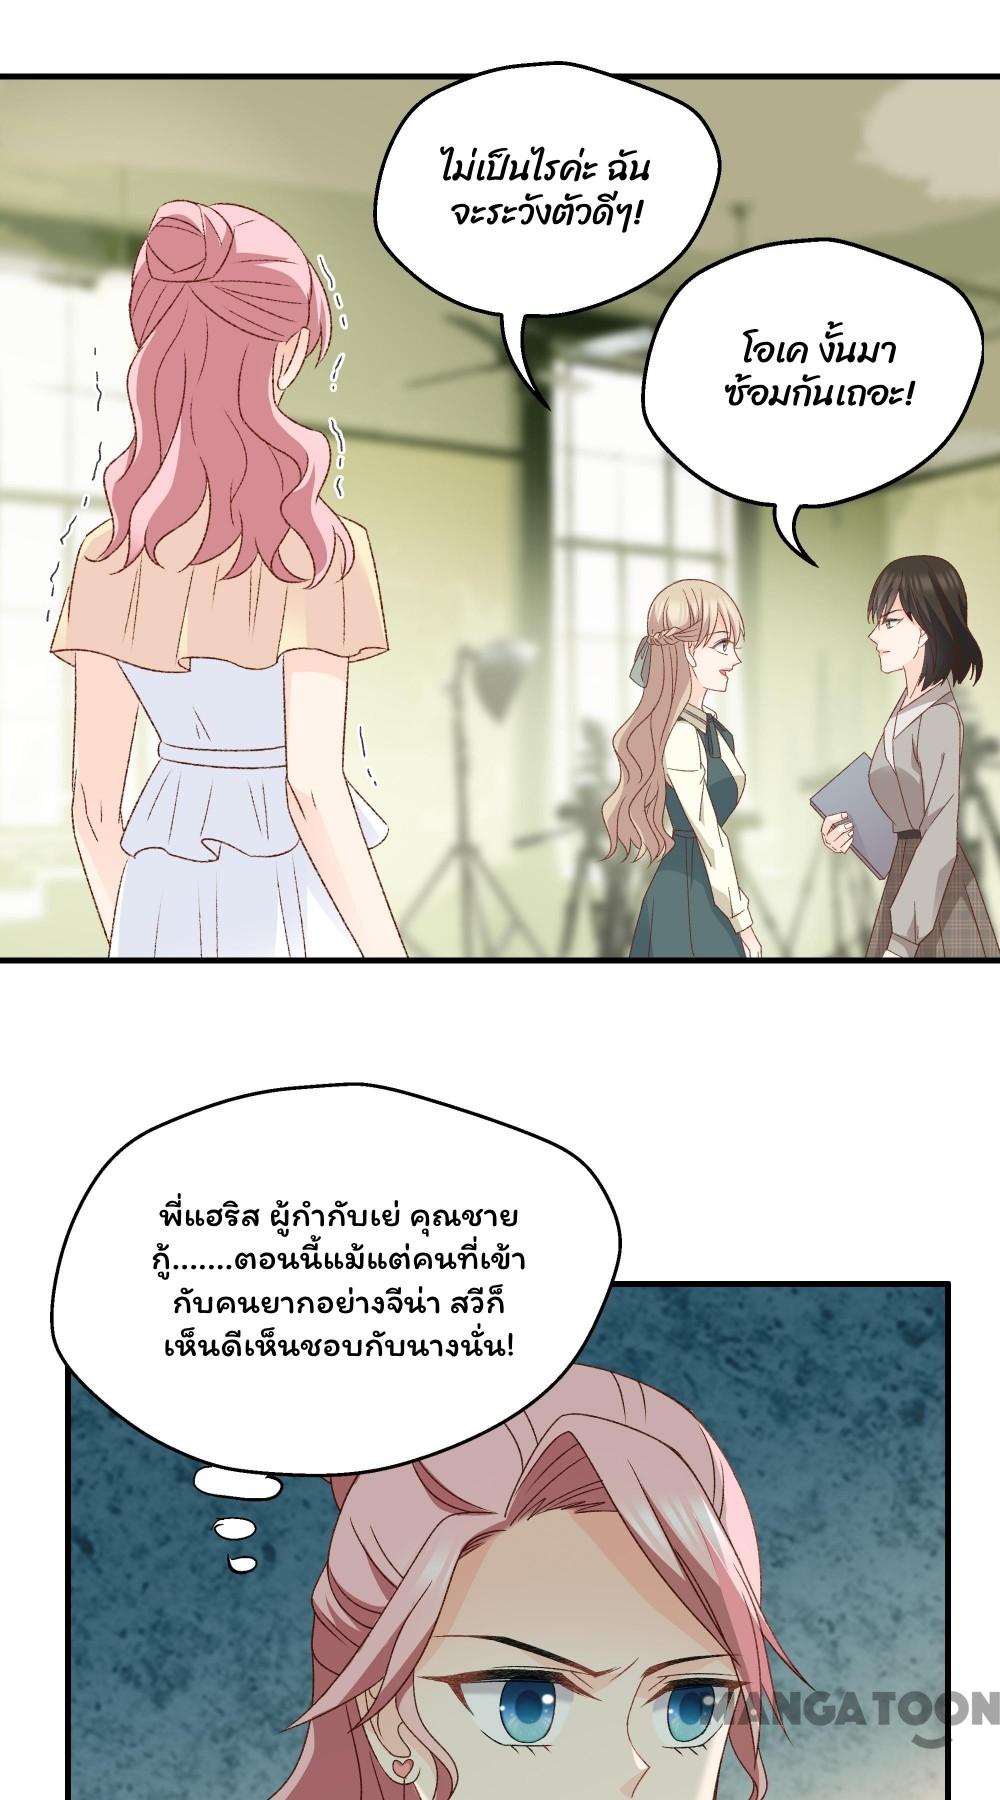 ไม่เป็นไรค่ะ ฉัน
จะระวังตัวดีๆ!
โอเค งั้นมา
ซ้อมกันเถอะ!
พี่แฮริส ผู้กำกับเย่ คุณชาย
กู้.......ตอนนี้แม้แต่คนที่เข้า
กับคนยากอย่างจีน่า สวีก็
เห็นดีเห็นชอบกับนางนั่น!
MANGATOON